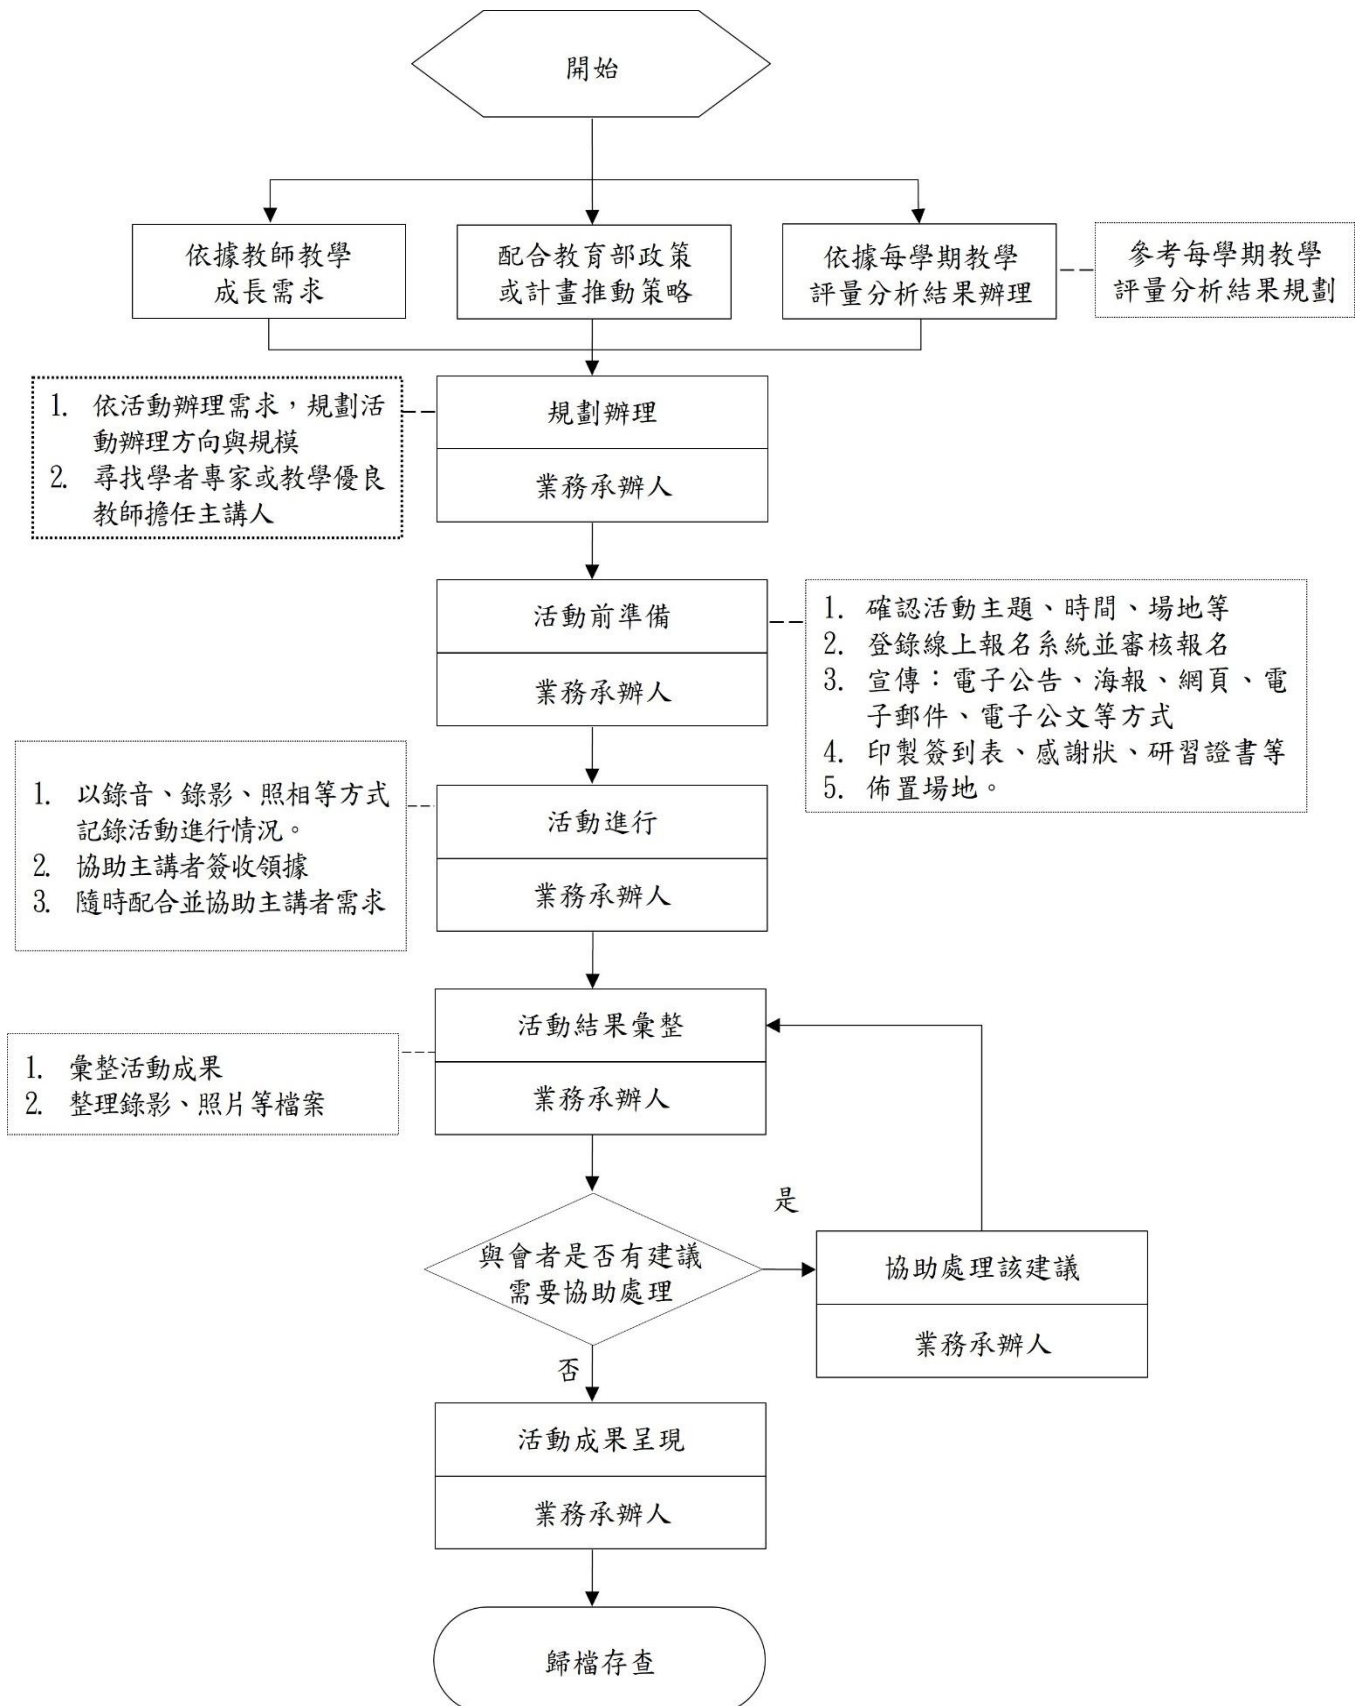 開始
依據教師教學
成長需求
配合教育部政策
或計畫推動策略
依據每學期教學
評量分析結果辦理
參考每學期教學
評量分析結果規劃
1. 依活動辦理需求，規劃活
動辦理方向與規模
2. 尋找學者專家或教學優良
教師擔任主講人
規劃辦理
業務承辦人
活動前準備
業務承辦人
1. 確認活動主題、時間、場地等
2. 登錄線上報名系統並審核報名
3. 宣傳：電子公告、海報、網頁、電
子郵件、電子公文等方式
4. 印製簽到表、感謝狀、研習證書等
5. 佈置場地。
1. 以錄音、錄影、照相等方式
記錄活動進行情況。
2. 協助主講者簽收領據
3. 隨時配合並協助主講者需求
活動進行
業務承辦人
活動結果彙整
業務承辦人
1. 彙整活動成果
2. 整理錄影、照片等檔案
與會者是否有建議
需要協助處理
是
協助處理該建議
業務承辦人
否
活動成果呈現
業務承辦人
歸檔存查